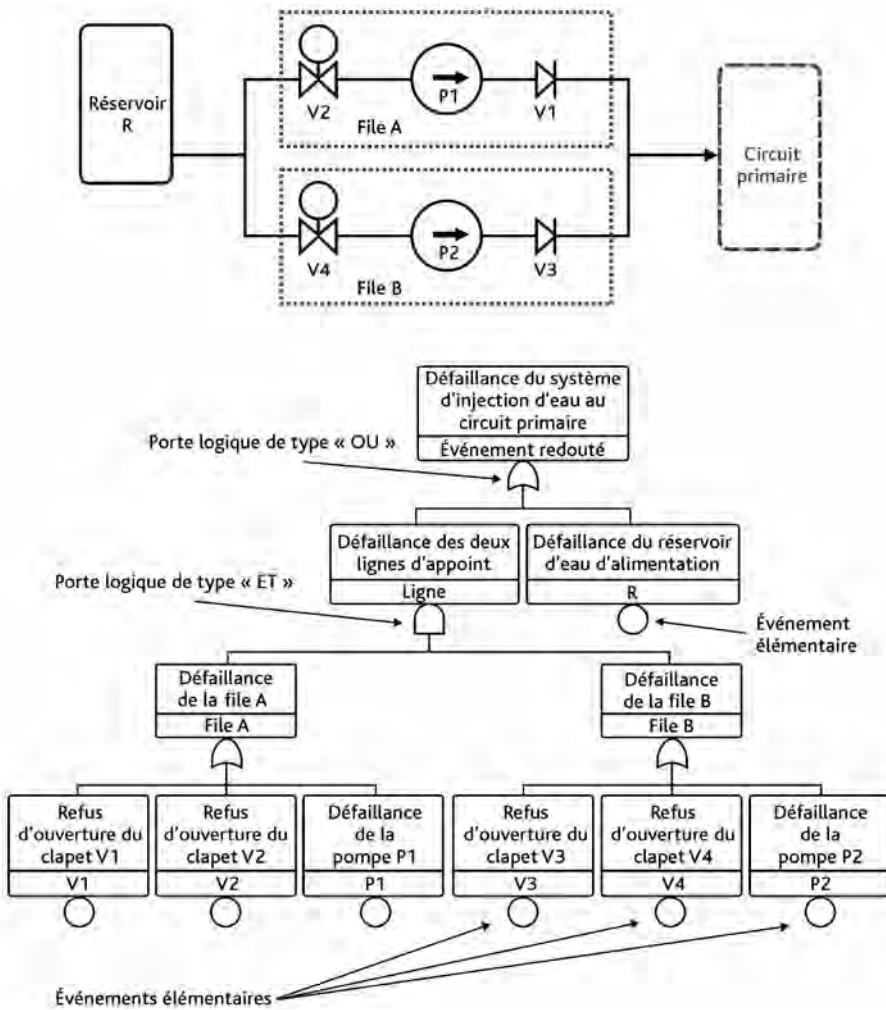 Réservoir
R
V2
P1
V1
File A
Circuit
primaire
V4
P2
V3
File B
Défaillance du système
d'injection d'eau au
circuit primaire
Événement redouté
Porte logique de type « OU »
Défaillance des deux
lignes d'appoint
Ligne
Défaillance du réservoir
d'eau d'alimentation
R
Porte logique de type « ET »
Événement
élémentaire
Défaillance
de la file A
File A
Défaillance
de la file B
File B
Refus
d'ouverture du
clapet V1
V1
Refus
d'ouverture du
clapet V2
V2
Défaillance
de la
pompe P1
P1
Refus
d'ouverture du
clapet V3
V3
Refus
d'ouverture du
clapet V4
V4
Défaillance
de la
pompe P2
P2
Événements élémentaires